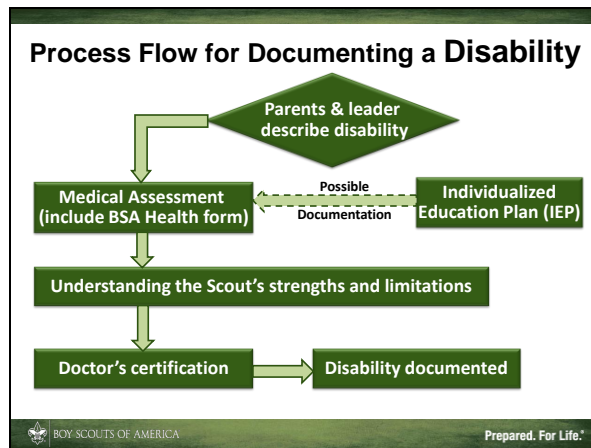 Process Flow for Documenting a Disability
Parents & leader
describe disability
Medical Assessment
(include BSA Health form)
Possible
Documentation
Individualized
Education Plan (IEP)
Understanding the Scout’s strengths and limitations
Doctor’s certification
Disability documented
BOY SCOUTS OF AMERICA
Prepared. For Life.®